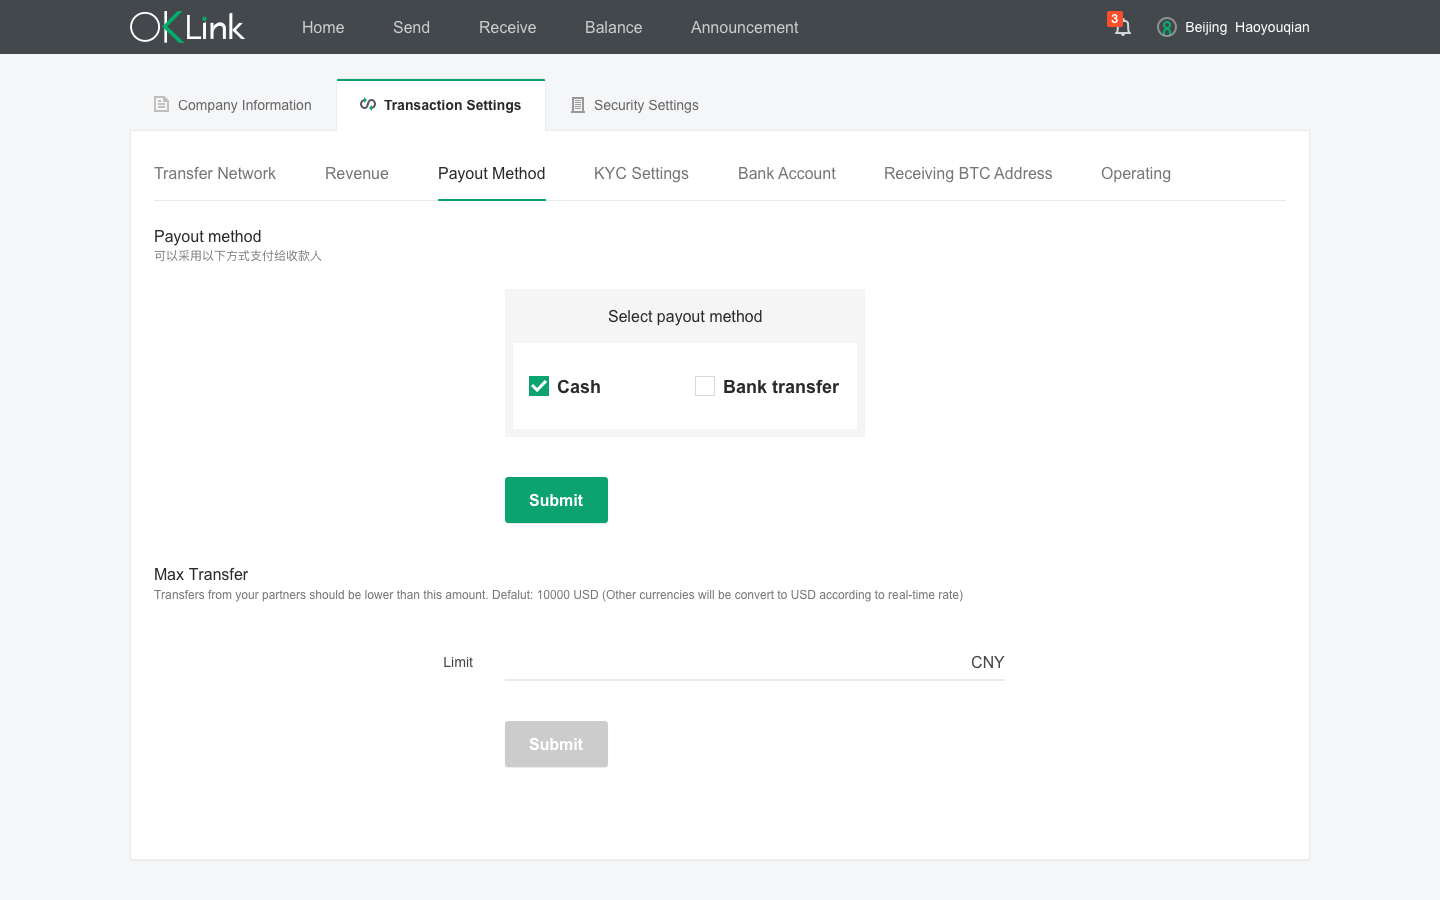 OKLink
Home Send Receive Balance Announcement 3 Beijing Haoyouqian
Company Information Transaction Settings Security Settings
Transfer Network Revenue Payout Method KYC Settings Bank Account Receiving BTC Address Operating
Payout method
可以采用以下方式支付给收款人
Select payout method
Cash Bank transfer
Submit
Max Transfer
Transfers from your partners should be lower than this amount. Defalut: 10000 USD (Other currencies will be convert to USD according to real-time rate)
Limit CNY
Submit